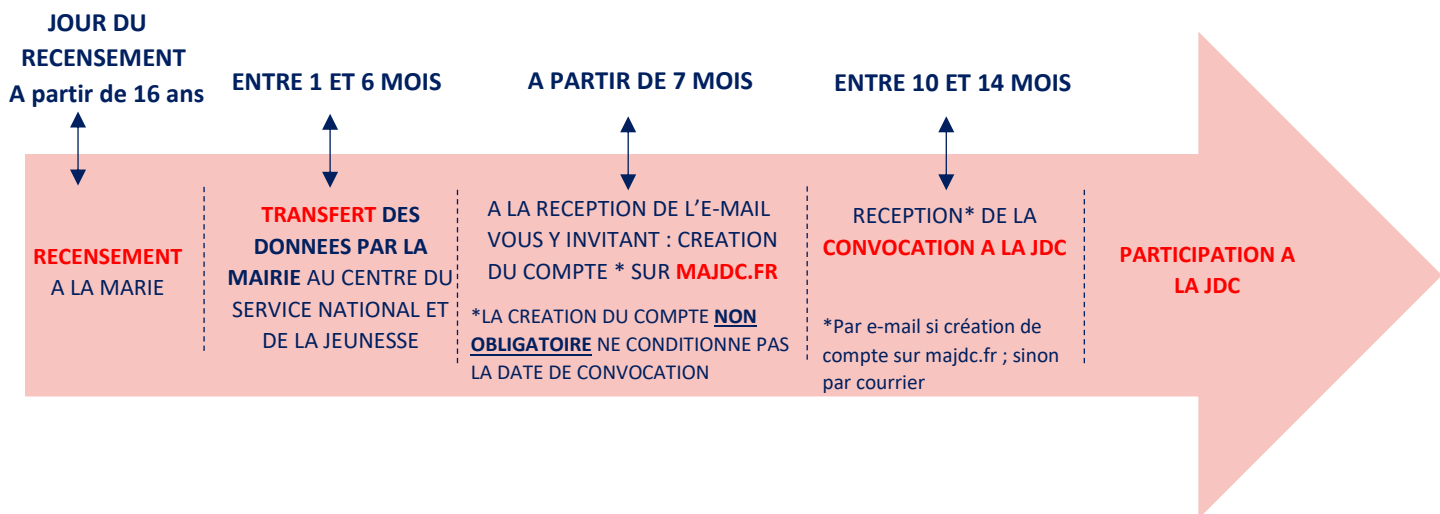 JOUR DU
RECENSEMENT
A partir de 16 ans
ENTRE 1 ET 6 MOIS
A PARTIR DE 7 MOIS
ENTRE 10 ET 14 MOIS
RECENSEMENT
A LA MARIE
TRANSFERT DES
DONNEES PAR LA
MAIRIE AU CENTRE DU
SERVICE NATIONAL ET
DE LA JEUNESSE
A LA RECEPTION DE L'E-MAIL
VOUS Y INVITANT : CREATION
DU COMPTE * SUR MAJDC.FR
*LA CREATION DU COMPTE NON
OBLIGATOIRE NE CONDITIONNE PAS
LA DATE DE CONVOCATION
RECEPTION* DE LA
CONVOCATION A LA JDC
*Par e-mail si création de
compte sur majdc.fr ; sinon
par courrier
PARTICIPATION A
LA JDC